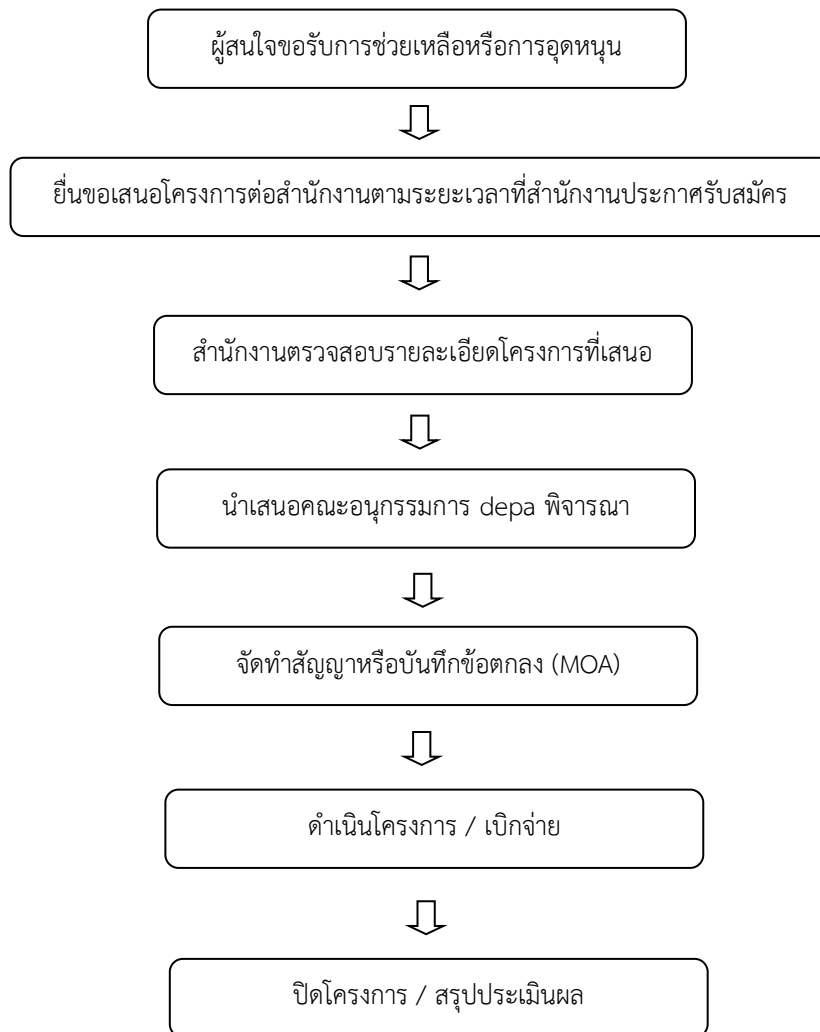 ผู้สนใจขอรับการช่วยเหลือหรือการอุดหนุน
ยื่นขอเสนอโครงการต่อสำนักงานตามระยะเวลาที่สำนักงานประกาศรับสมัคร
สำนักงานตรวจสอบรายละเอียดโครงการที่เสนอ
นำเสนอคณะอนุกรรมการ depa พิจารณา
จัดทำสัญญาหรือบันทึกข้อตกลง (MOA)
ดำเนินโครงการ / เบิกจ่าย
ปิดโครงการ / สรุปประเมินผล